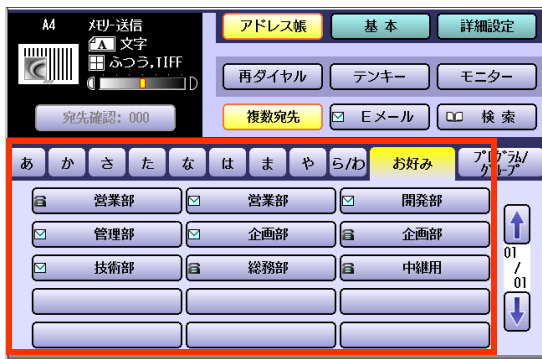 A4 ﾒﾓﾘｰ送信
A 文字
ふつう,TIFF
D
宛先確認: 000
アドレス帳 基本 詳細設定
再ダイヤル テンキー モニター
複数宛先 Eメール 検索
あ か さ た な は ま や ら/わ お好み ﾌﾟﾛｸﾞﾗﾑ/
ｸﾞﾙｰﾌﾟ
営業部 営業部 開発部
管理部 企画部 企画部
技術部 総務部 中継用
01
/
01